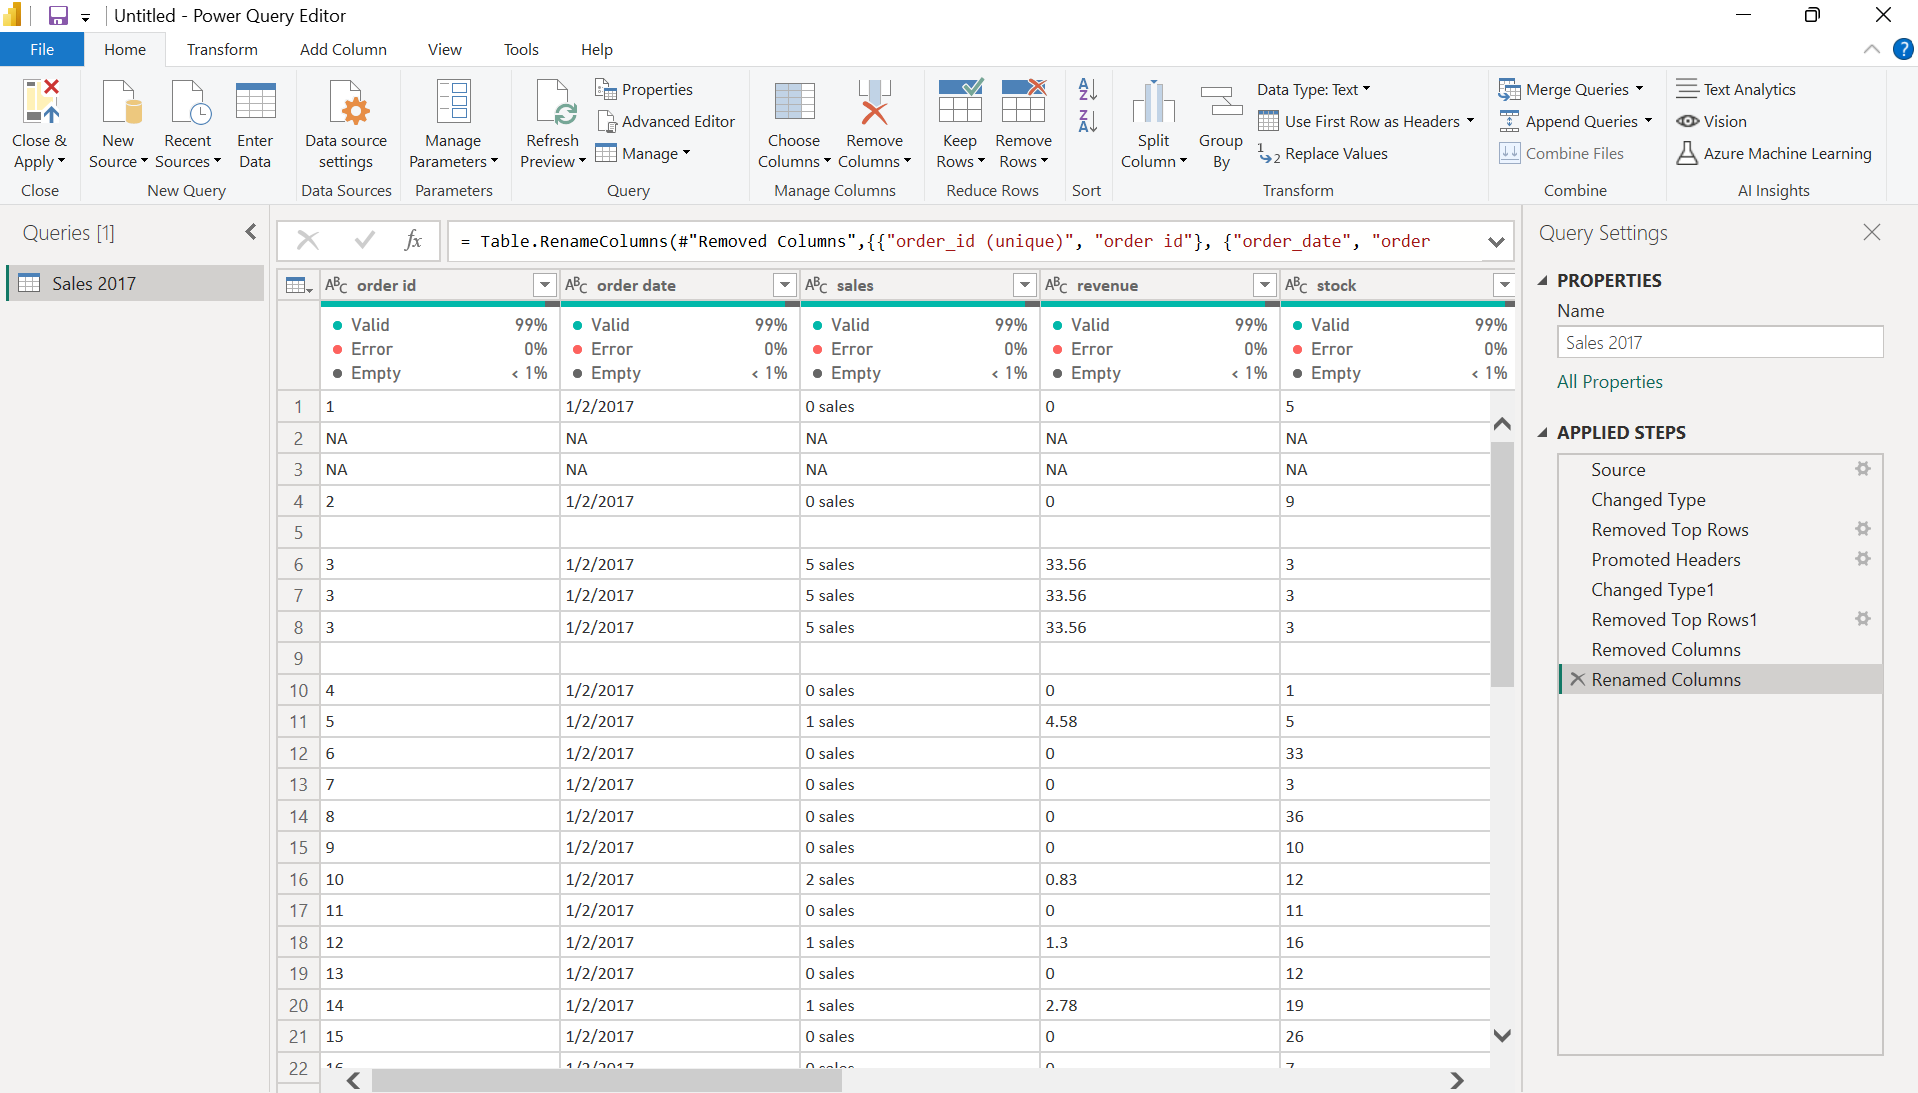 Untitled - Power Query Editor
File Home Transform Add Column View Tools Help
Close & Apply
Close
New Source
Recent Sources
Enter Data
New Query
Data source settings
Data Sources
Manage Parameters
Parameters
Refresh Preview
Properties
Advanced Editor
Manage
Query
Choose Columns
Remove Columns
Manage Columns
Keep Rows
Remove Rows
Reduce Rows
Sort
Split Column
Group By
Data Type: Text
Use First Row as Headers
Replace Values
Transform
Merge Queries
Append Queries
Combine Files
Combine
Text Analytics
Vision
Azure Machine Learning
AI Insights
Queries [1]
Sales 2017
fx = Table.RenameColumns(#"Removed Columns",{{"order_id (unique)", "order id"}, {"order_date", "order
ABC order id ABC order date ABC sales ABC revenue ABC stock
Valid 99% Valid 99% Valid 99% Valid 99% Valid 99%
Error 0% Error 0% Error 0% Error 0% Error 0%
Empty < 1% Empty < 1% Empty < 1% Empty < 1% Empty < 1%
1 1 1/2/2017 0 sales 0 5
2 NA NA NA NA NA
3 NA NA NA NA NA
4 2 1/2/2017 0 sales 0 9
5
6 3 1/2/2017 5 sales 33.56 3
7 3 1/2/2017 5 sales 33.56 3
8 3 1/2/2017 5 sales 33.56 3
9
10 4 1/2/2017 0 sales 0 1
11 5 1/2/2017 1 sales 4.58 5
12 6 1/2/2017 0 sales 0 33
13 7 1/2/2017 0 sales 0 3
14 8 1/2/2017 0 sales 0 36
15 9 1/2/2017 0 sales 0 10
16 10 1/2/2017 2 sales 0.83 12
17 11 1/2/2017 0 sales 0 11
18 12 1/2/2017 1 sales 1.3 16
19 13 1/2/2017 0 sales 0 12
20 14 1/2/2017 1 sales 2.78 19
21 15 1/2/2017 0 sales 0 26
22
Query Settings
PROPERTIES
Name
Sales 2017
All Properties
APPLIED STEPS
Source
Changed Type
Removed Top Rows
Promoted Headers
Changed Type1
Removed Top Rows1
Removed Columns
Renamed Columns